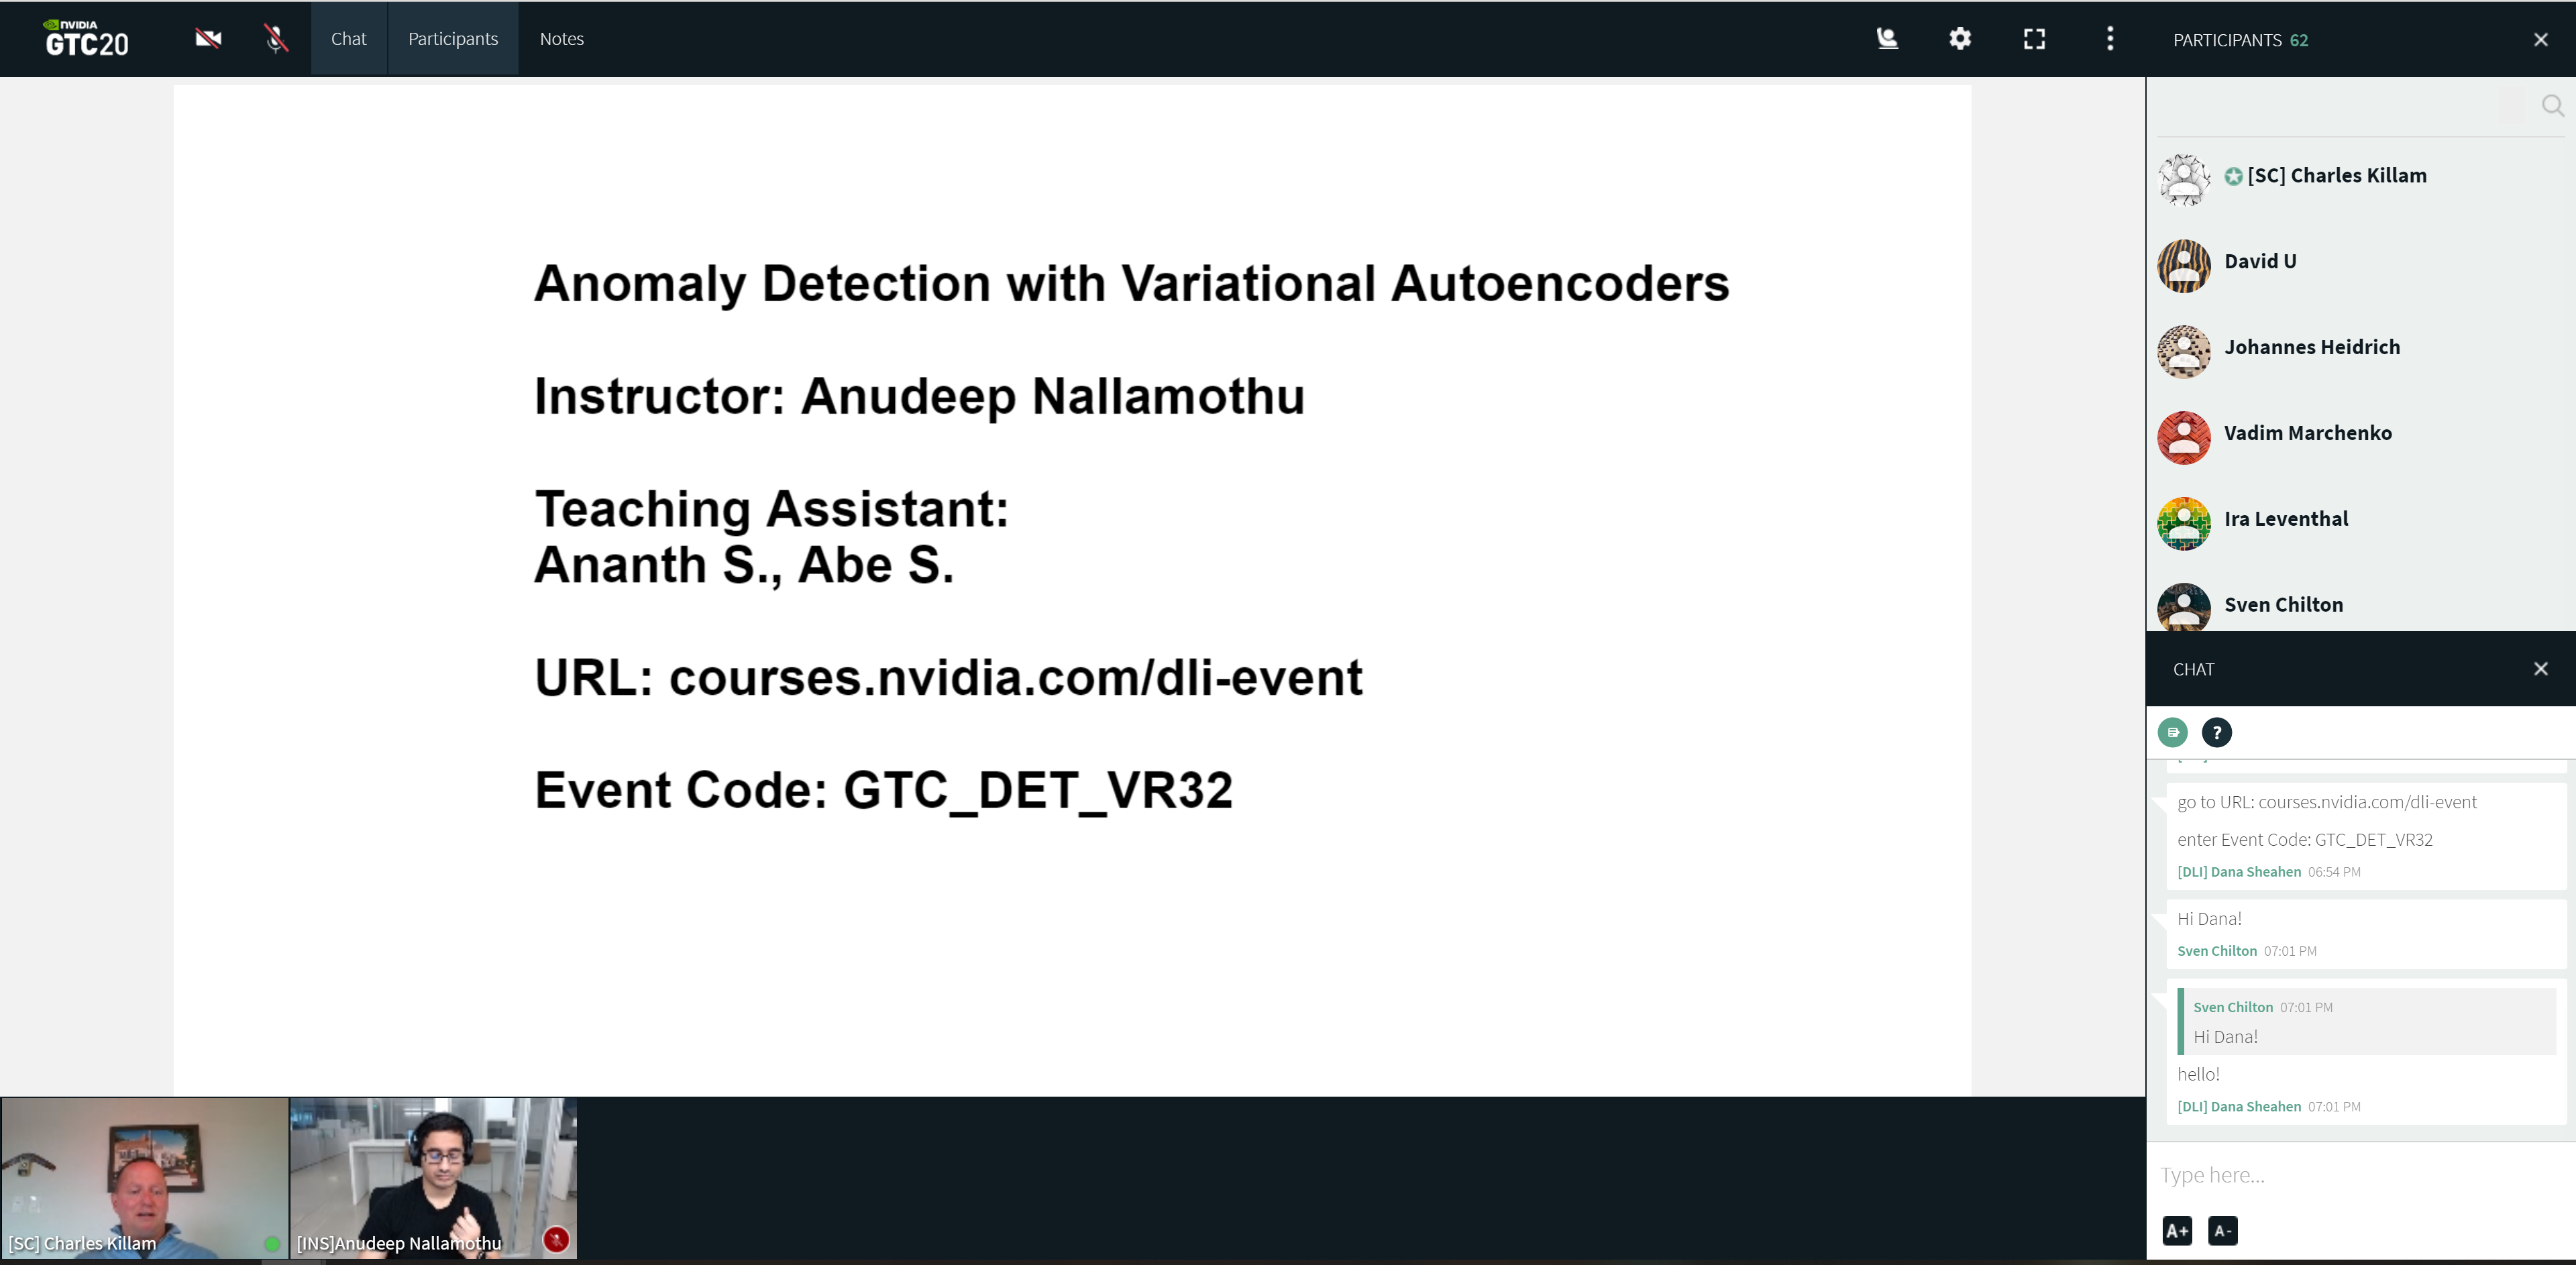 NVIDIA
GTC20
Chat
Participants
Notes
PARTICIPANTS 62
Anomaly Detection with Variational Autoencoders
Instructor: Anudeep Nallamothu
Teaching Assistant:
Ananth S., Abe S.
URL: courses.nvidia.com/dli-event
Event Code: GTC_DET_VR32
[SC] Charles Killam
[INS]Anudeep Nallamothu
[SC] Charles Killam
David U
Johannes Heidrich
Vadim Marchenko
Ira Leventhal
Sven Chilton
CHAT
?
go to URL: courses.nvidia.com/dli-event
enter Event Code: GTC_DET_VR32
[DLI] Dana Sheahen 06:54 PM
Hi Dana!
Sven Chilton 07:01 PM
Sven Chilton 07:01 PM
Hi Dana!
hello!
[DLI] Dana Sheahen 07:01 PM
Type here...
A+ A-